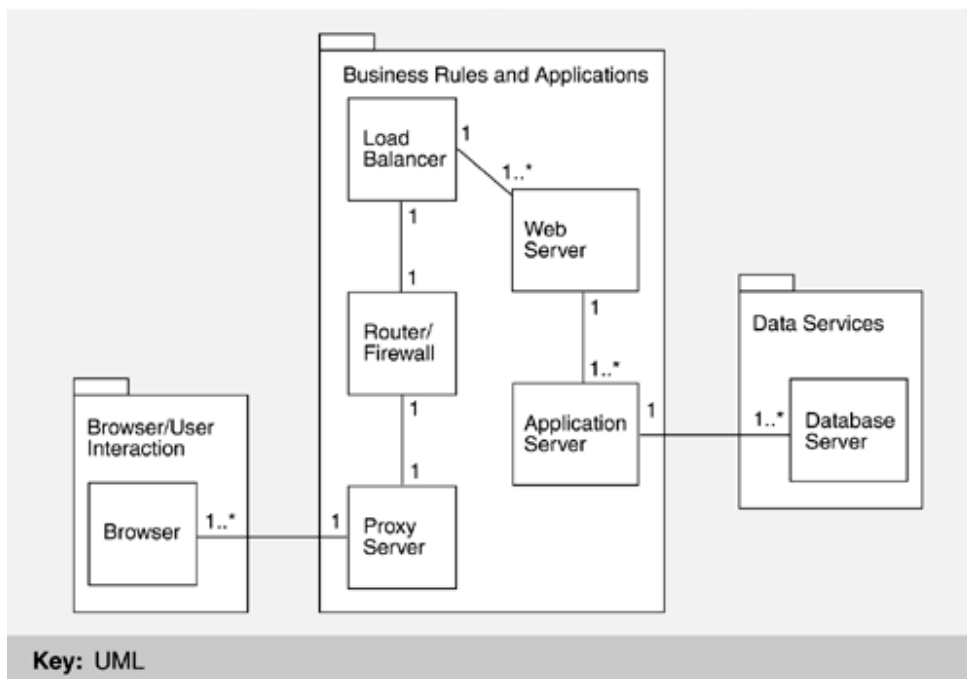 Business Rules and Applications
Load
Balancer
1
1..*
Web
Server
1
1
Router/
Firewall
1
1
Proxy
Server
1
1..*
Application
Server
1
1..*
Data Services
Database
Server
Browser/User
Interaction
Browser
1..*
1
Key: UML